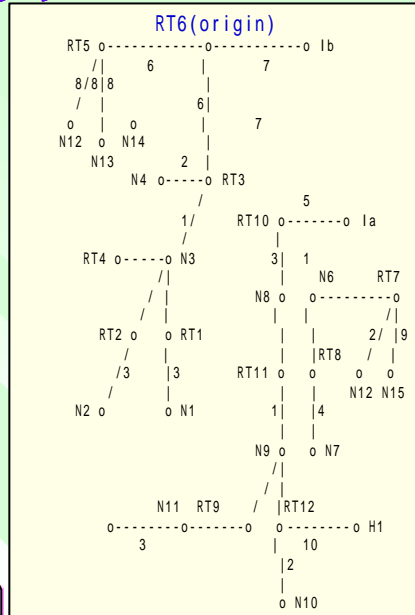 RT6(origin)
RT5 o------------o-----------o Ib
/| 6 | 7
8/8|8 |
/ | 6|
o | o | 7
N12 o N14 |
N13 2 |
N4 o-----o RT3
/ 5
1/ RT10 o-------o Ia
/ |
RT4 o-----o N3 3| 1
/| | N6 RT7
/ | N8 o o---------o
/ | | | /|
RT2 o o RT1 | | 2/ |9
/ | | |RT8 / |
/3 |3 RT11 o o o o
/ | | | N12 N15
N2 o o N1 1| |4
| |
N9 o o N7
/|
/ |
N11 RT9 / |RT12
o--------o-------o o--------o H1
3 | 10
|2
|
o N10